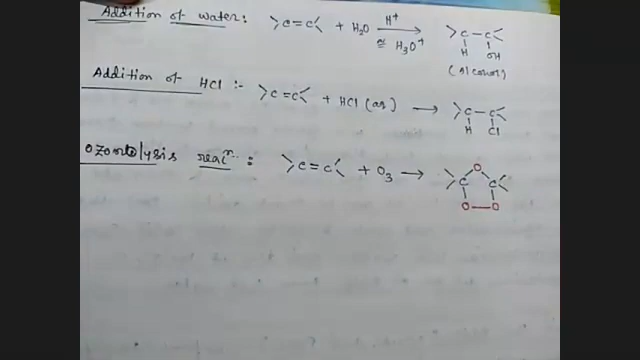 Addition of water: >C=C< + H2O H+ ⟶ or H3O+ >C-C< H OH (alcohol)
Addition of HCl :- >C=C< + HCl (aq) ⟶ >C-C< H Cl
Ozonolysis reacn. : >C=C< + O3 ⟶ >C O C< O-O